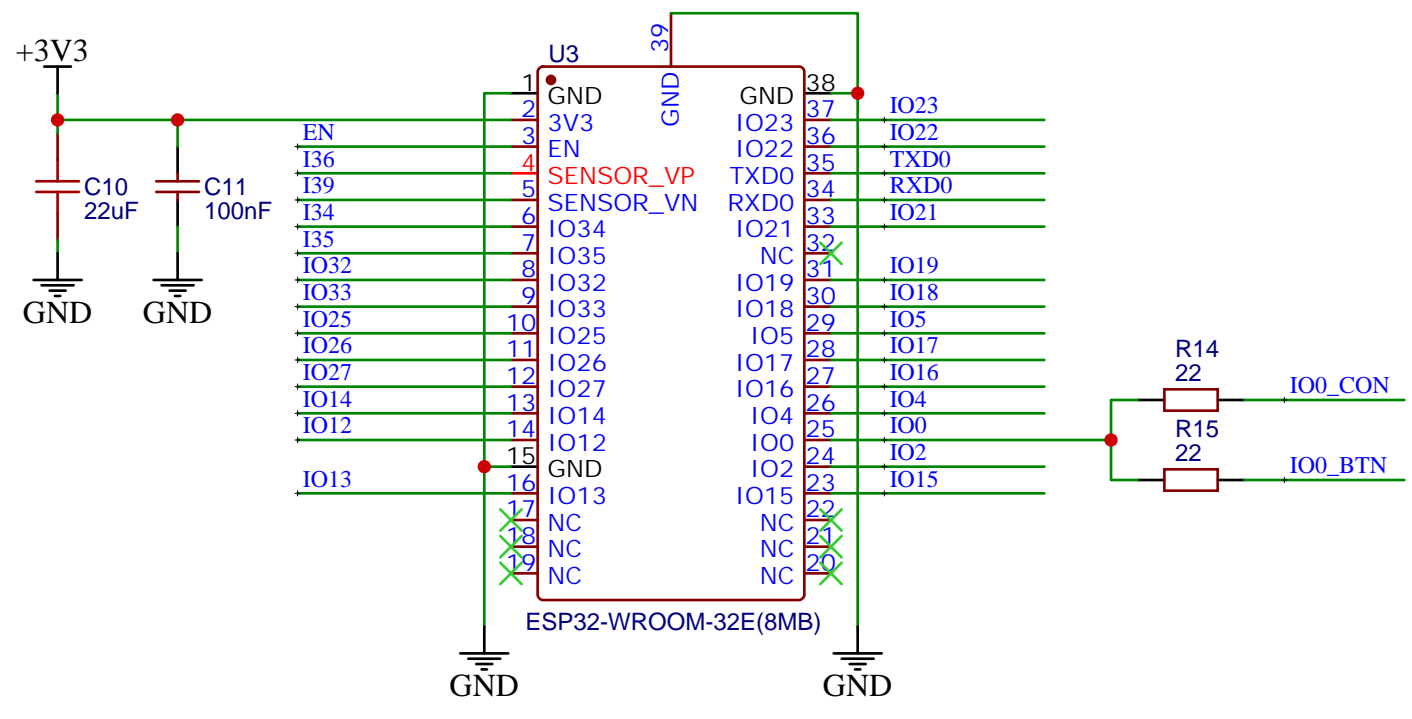 +3V3
C10
22uF
C11
100nF
GND
GND
U3
39
GND
1 GND
2 3V3
EN 3 EN
I36 4 SENSOR_VP
I39 5 SENSOR_VN
I34 6 IO34
I35 7 IO35
IO32 8 IO32
IO33 9 IO33
IO25 10 IO25
IO26 11 IO26
IO27 12 IO27
IO14 13 IO14
IO12 14 IO12
15 GND
IO13 16 IO13
17 NC
18 NC
19 NC
GND 38
IO23 37 IO23
IO22 36 IO22
TXD0 35 TXD0
RXD0 34 RXD0
IO21 33 IO21
NC 32
IO19 31 IO19
IO18 30 IO18
IO5 29 IO5
IO17 28 IO17
IO16 27 IO16
IO4 26 IO4
IO0 25 IO0
IO2 24 IO2
IO15 23 IO15
NC 22
NC 21
NC 20
ESP32-WROOM-32E(8MB)
GND
GND
R14
22
IO0_CON
R15
22
IO0_BTN